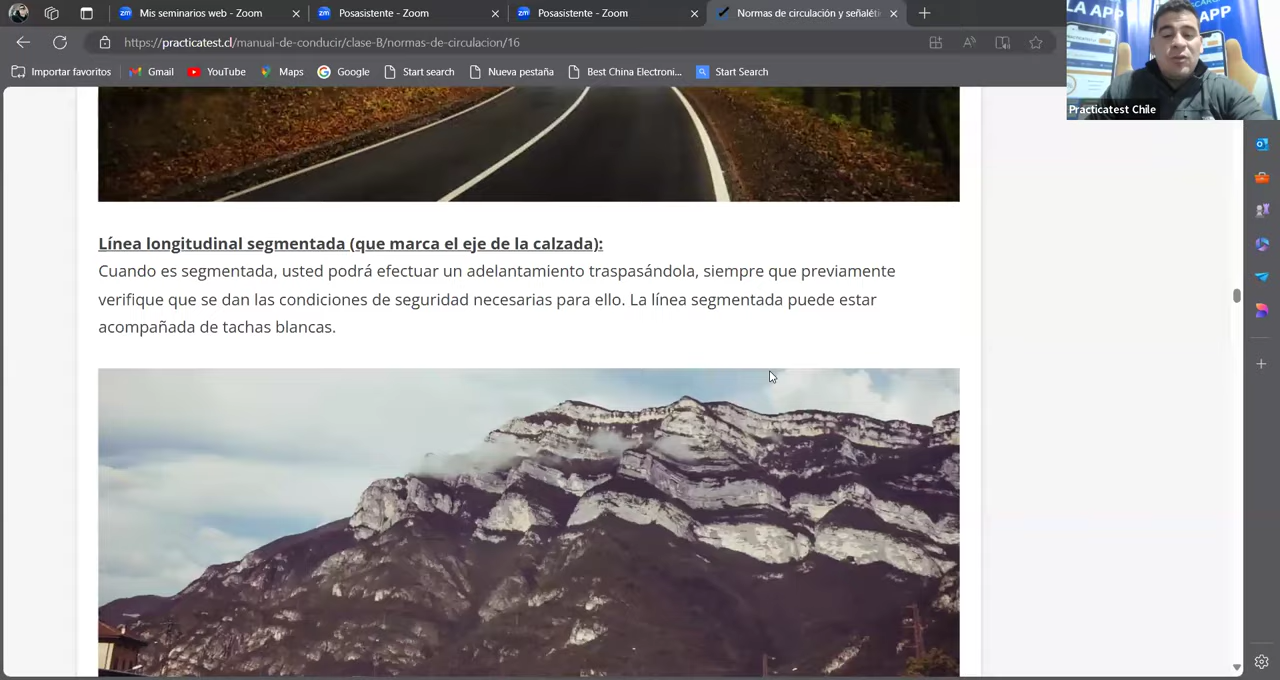 Mis seminarios web - Zoom
Posasistente - Zoom
Posasistente - Zoom
Normas de circulación y señaléti
https://practicatest.cl/manual-de-conducir/clase-B/normas-de-circulacion/16
Importar favoritos
Gmail
YouTube
Maps
Google
Start search
Nueva pestaña
Best China Electroni...
Start Search
LA APP
APP
Practicatest Chile
Línea longitudinal segmentada (que marca el eje de la calzada):
Cuando es segmentada, usted podrá efectuar un adelantamiento traspasándola, siempre que previamente
verifique que se dan las condiciones de seguridad necesarias para ello. La línea segmentada puede estar
acompañada de tachas blancas.